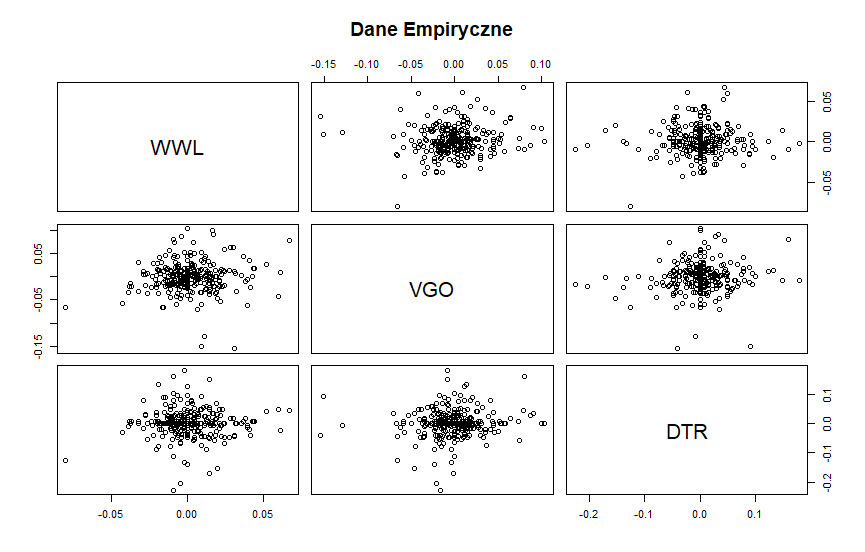 Dane Empiryczne
-0.15 -0.10 -0.05 0.00 0.05 0.10
WWL
0.05
0.00
-0.05
0.05
-0.05
-0.15
VGO
DTR
0.1
0.0
-0.1
-0.2
-0.05 0.00 0.05
-0.2 -0.1 0.0 0.1